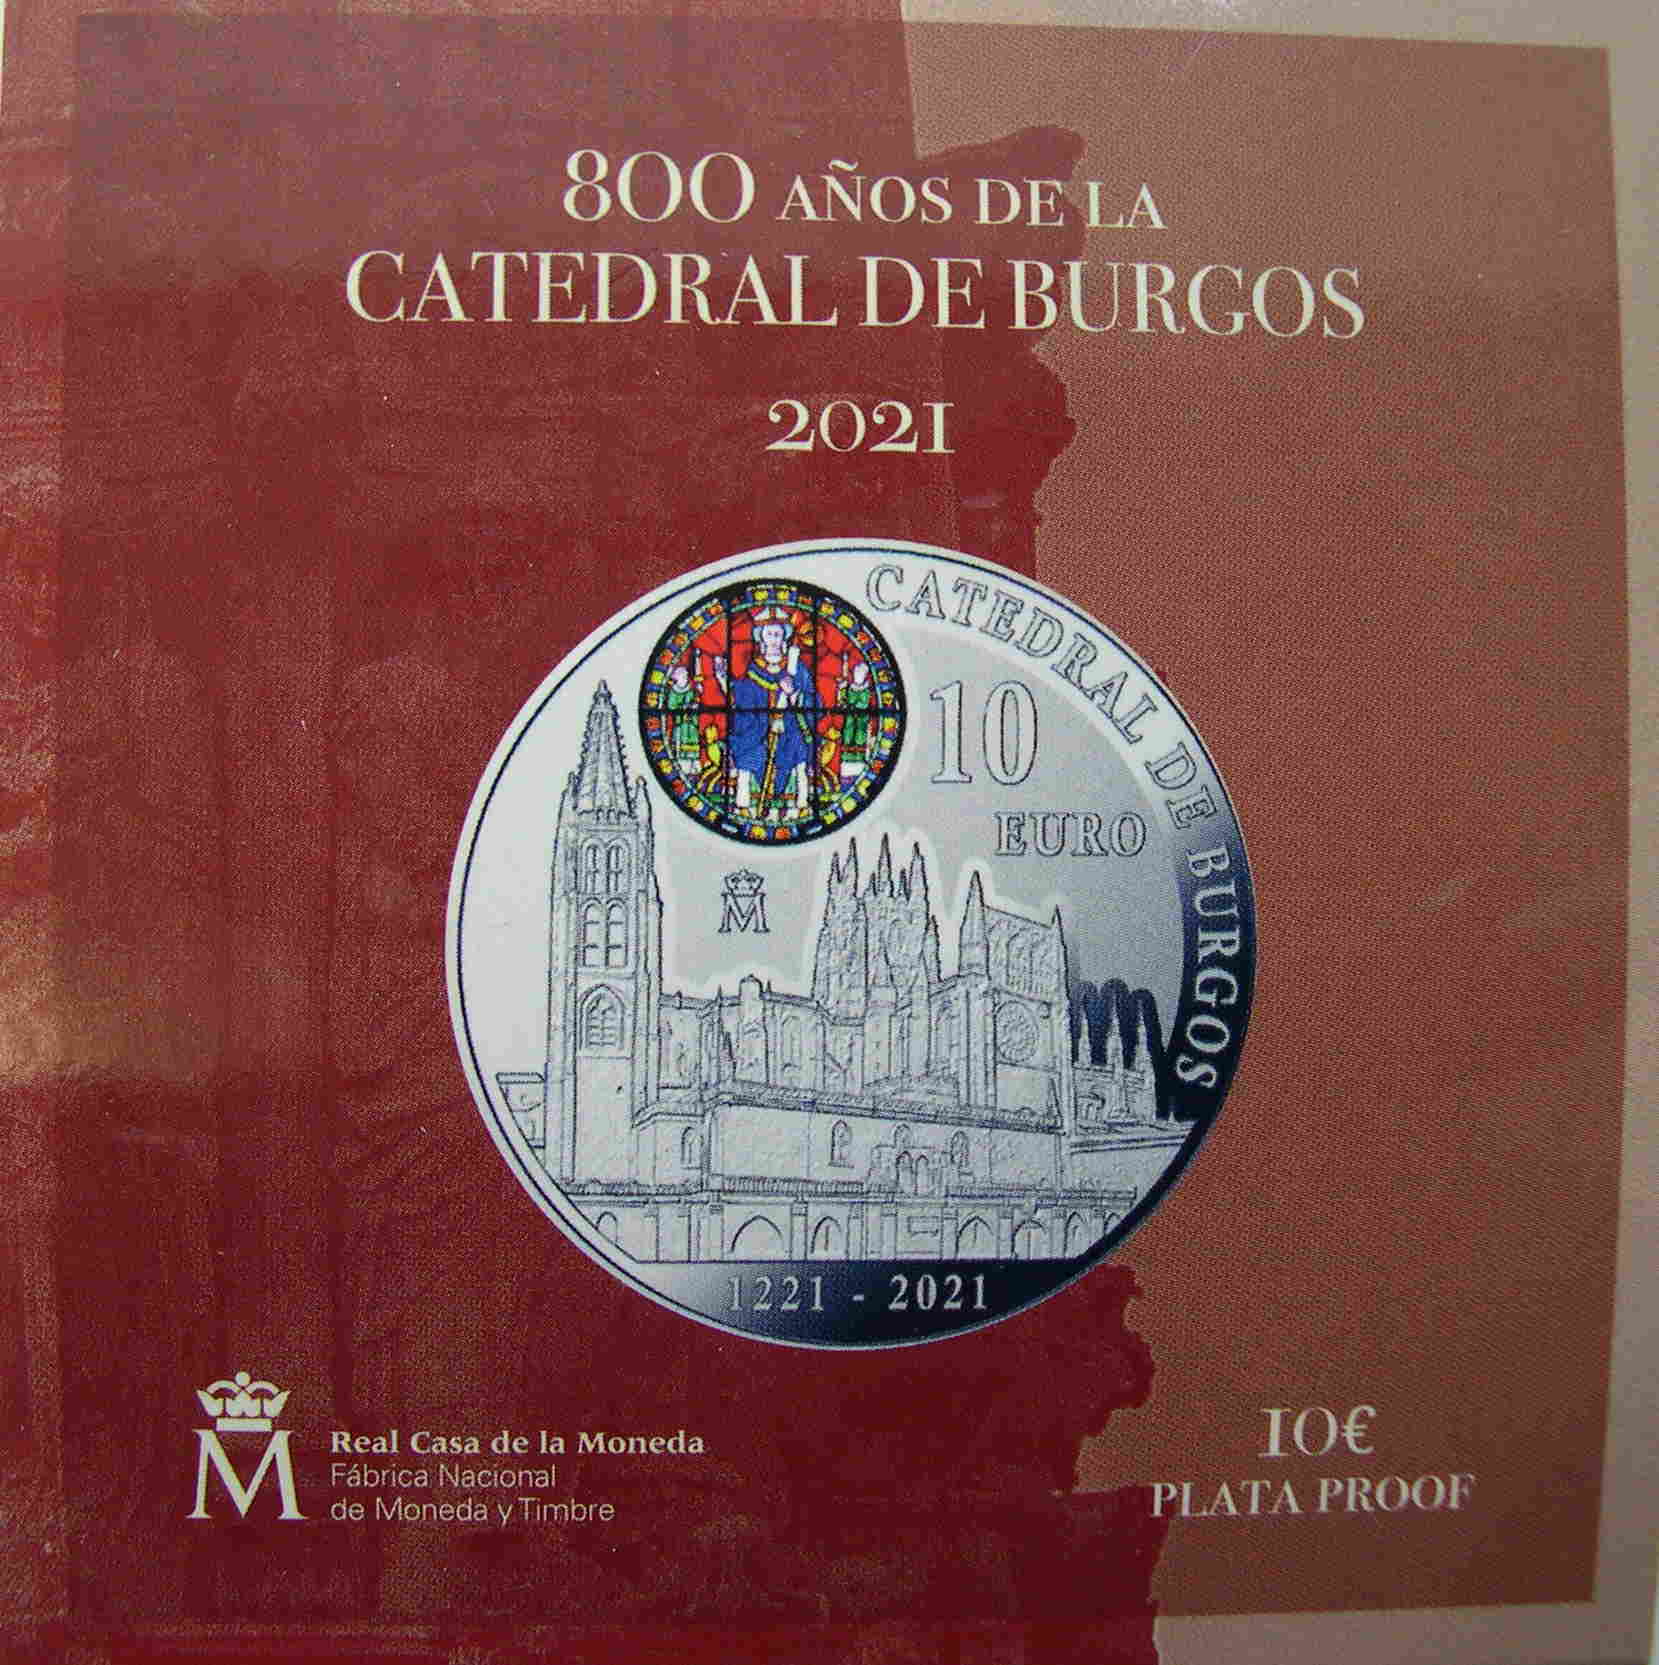 800 AÑOS DE LA
CATEDRAL DE BURGOS
2021
CATEDRAL DE BURGOS
10
EURO
M
1221 - 2021
M
Real Casa de la Moneda
Fábrica Nacional
de Moneda y Timbre
10€
PLATA PROOF